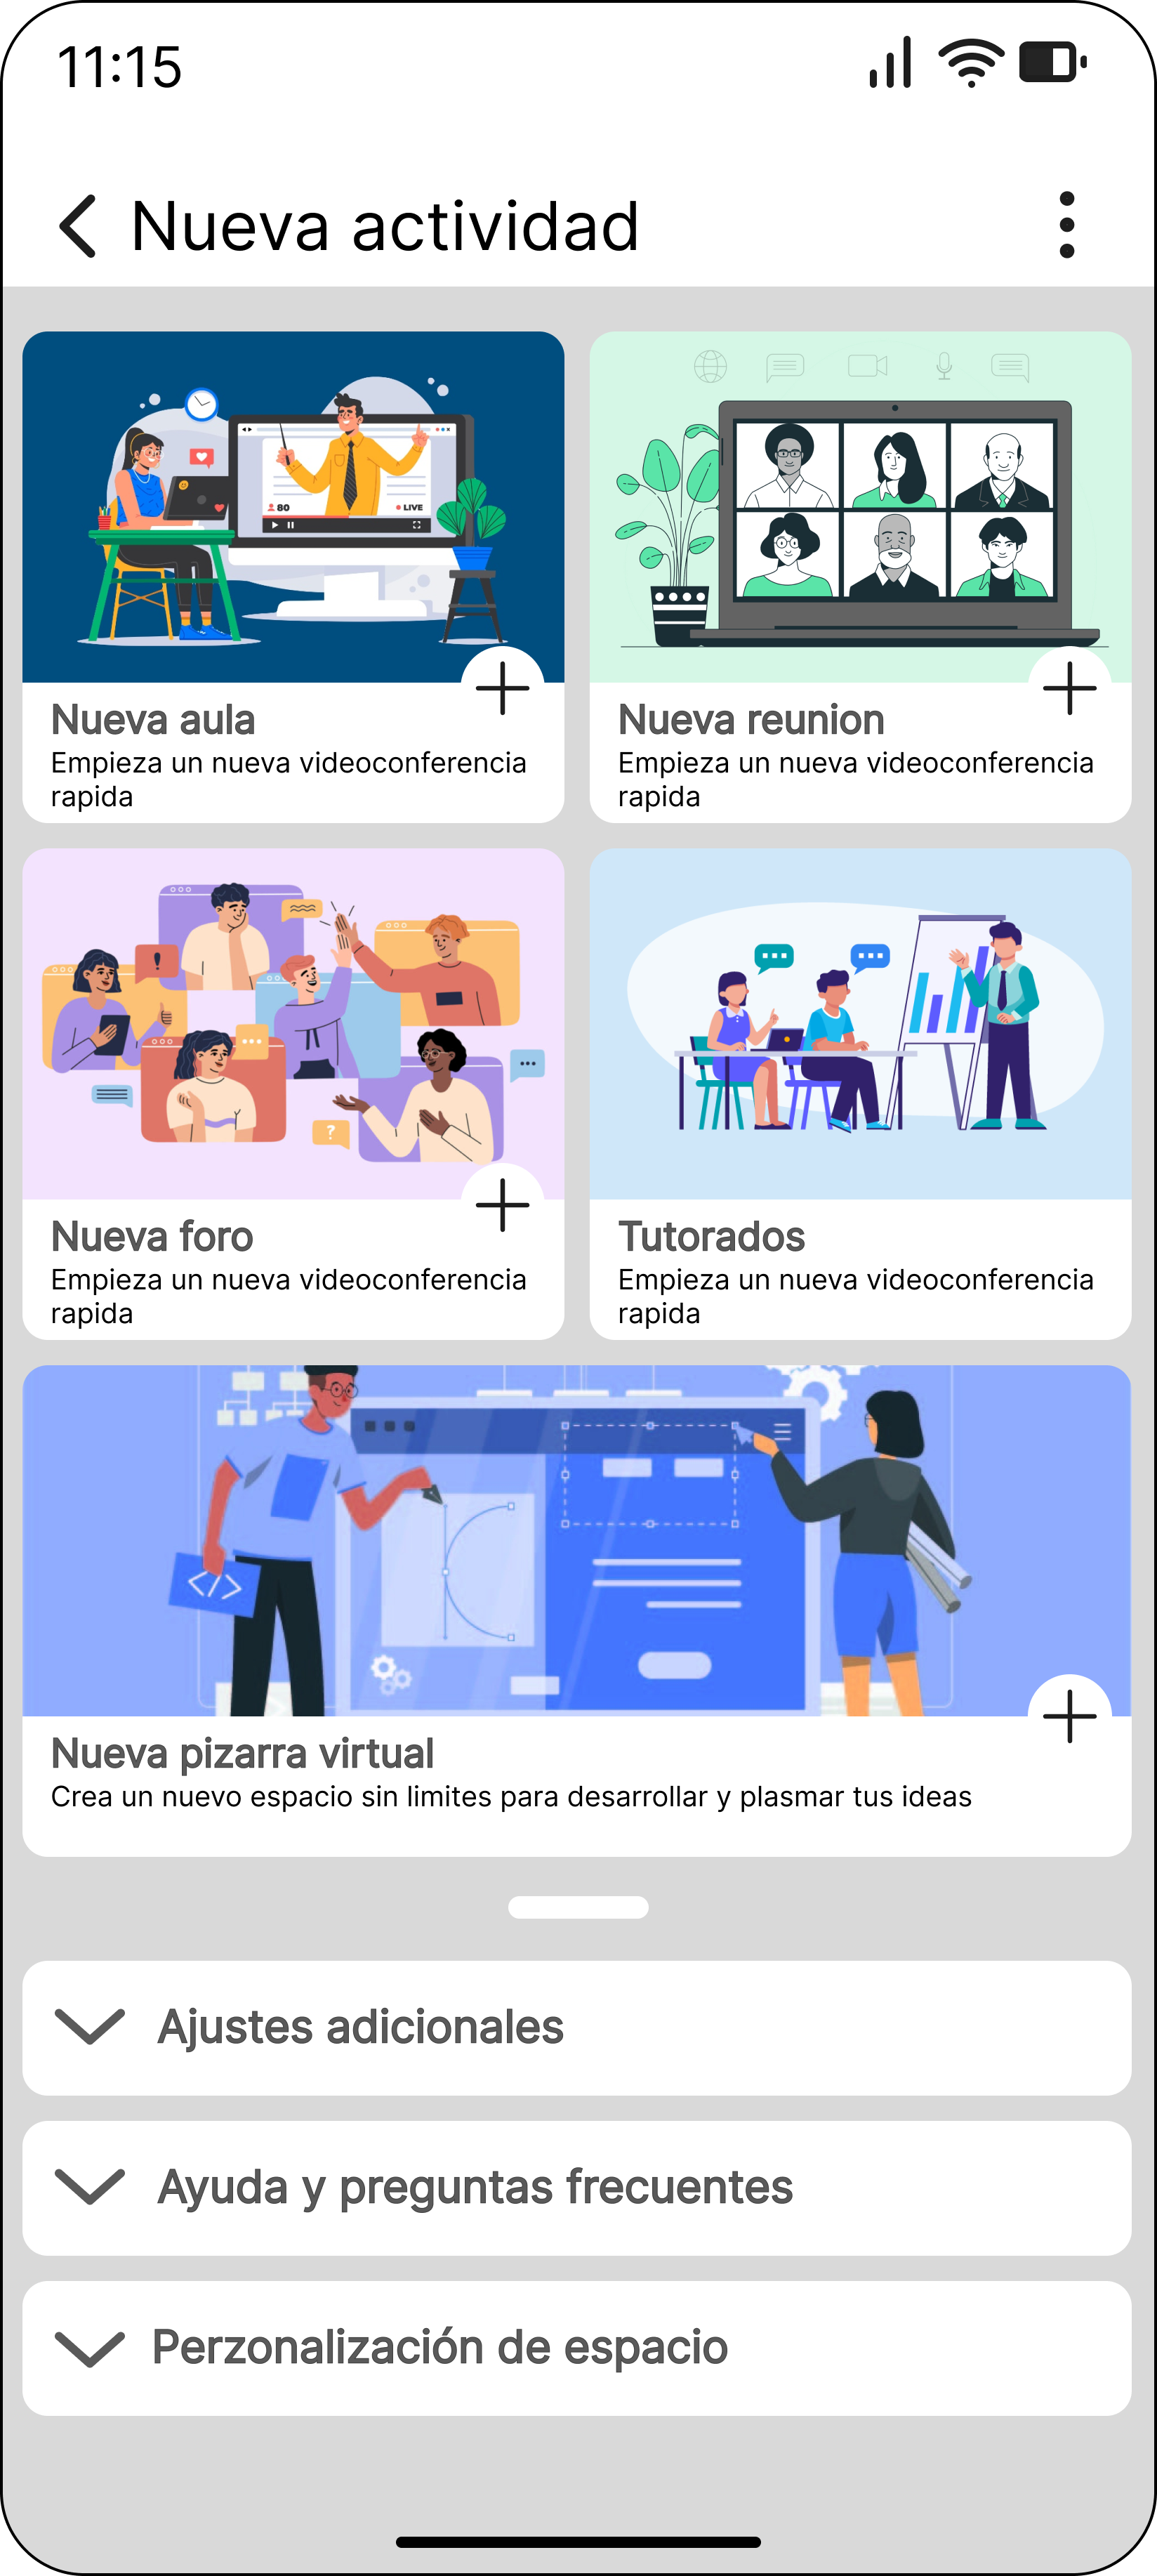 11:15
Nueva actividad
80
LIVE
Nueva aula
Empieza un nueva videoconferencia
rapida
Nueva reunion
Empieza un nueva videoconferencia
rapida
!
?
Nueva foro
Empieza un nueva videoconferencia
rapida
Tutorados
Empieza un nueva videoconferencia
rapida
</>
Nueva pizarra virtual
Crea un nuevo espacio sin limites para desarrollar y plasmar tus ideas
Ajustes adicionales
Ayuda y preguntas frecuentes
Perzonalización de espacio